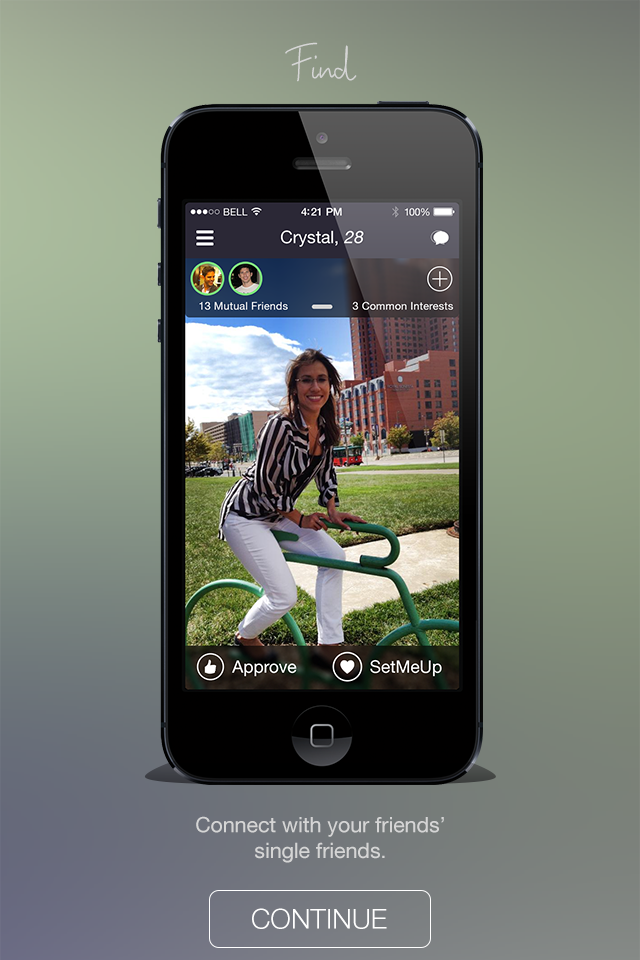 Find
BELL 4:21 PM 100%
Crystal, 28
13 Mutual Friends 3 Common Interests
Approve SetMeUp
Connect with your friends’
single friends.
CONTINUE